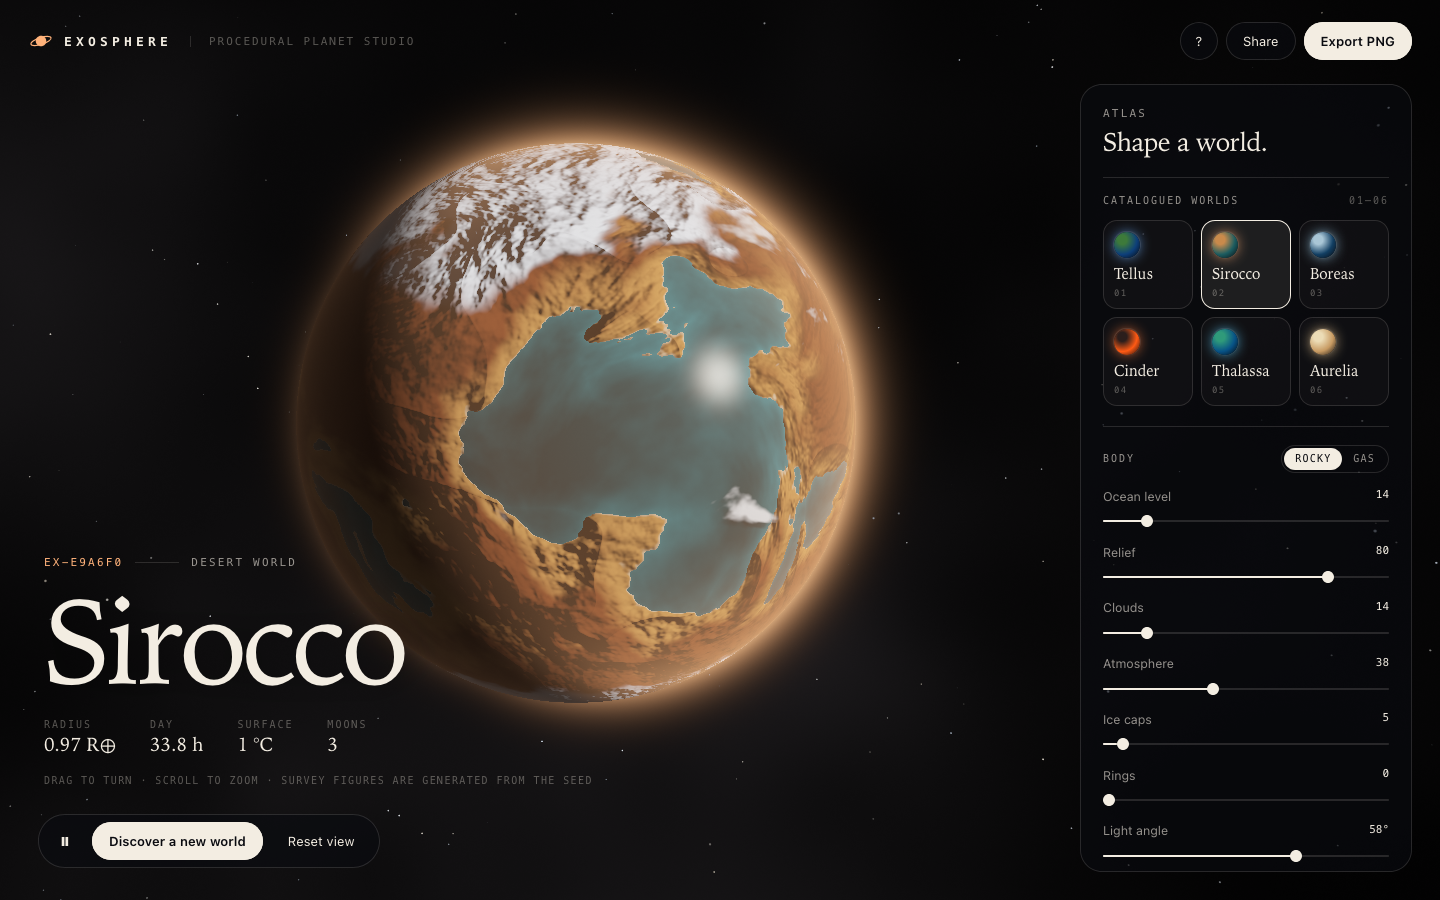 EXOSPHERE
PROCEDURAL PLANET STUDIO
?
Share
Export PNG
ATLAS
Shape a world.
CATALOGUED WORLDS
01—06
Tellus
01
Sirocco
02
Boreas
03
Cinder
04
Thalassa
05
Aurelia
06
BODY
ROCKY
GAS
Ocean level
14
Relief
80
Clouds
14
Atmosphere
38
Ice caps
5
Rings
0
Light angle
58°
EX-E9A6F0
DESERT WORLD
Sirocco
RADIUS
0.97 R⊕
DAY
33.8 h
SURFACE
1 °C
MOONS
3
DRAG TO TURN · SCROLL TO ZOOM · SURVEY FIGURES ARE GENERATED FROM THE SEED
Discover a new world
Reset view